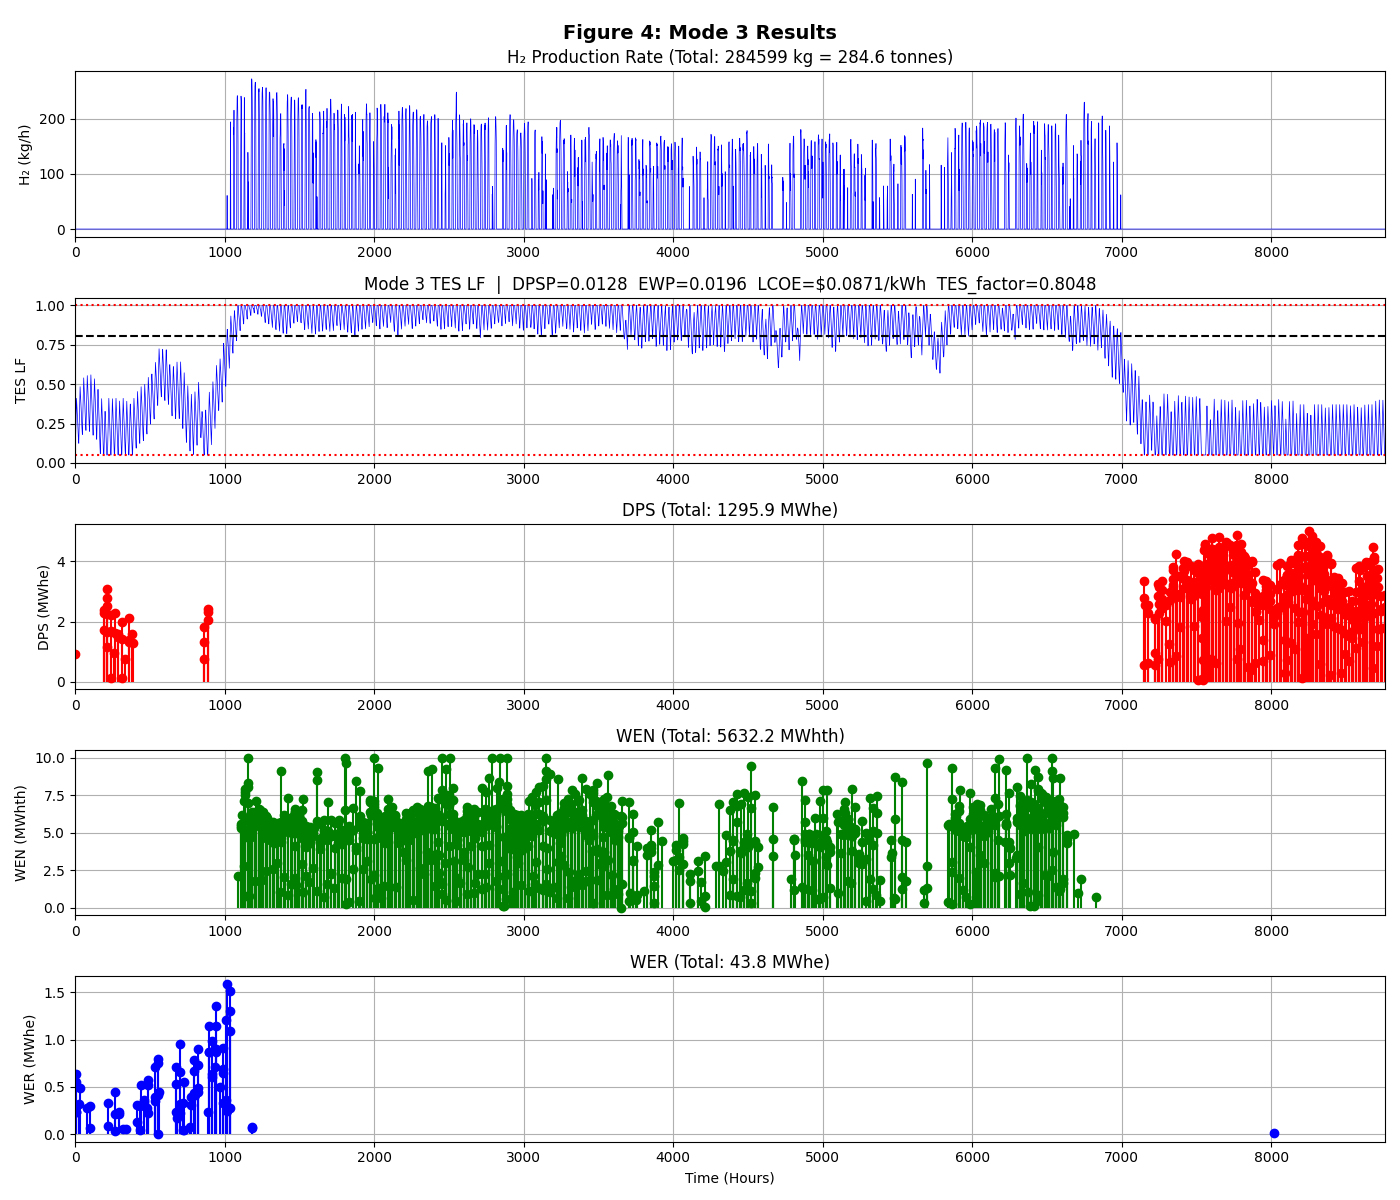 Figure 4: Mode 3 Results
H₂ Production Rate (Total: 284599 kg = 284.6 tonnes)
H₂ (kg/h)
200
100
0
0 1000 2000 3000 4000 5000 6000 7000 8000
Mode 3 TES LF | DPSP=0.0128 EWP=0.0196 LCOE=$0.0871/kWh TES_factor=0.8048
TES LF
1.00
0.75
0.50
0.25
0.00
0 1000 2000 3000 4000 5000 6000 7000 8000
DPS (Total: 1295.9 MWhe)
DPS (MWhe)
4
2
0
0 1000 2000 3000 4000 5000 6000 7000 8000
WEN (Total: 5632.2 MWhth)
WEN (MWhth)
10.0
7.5
5.0
2.5
0.0
0 1000 2000 3000 4000 5000 6000 7000 8000
WER (Total: 43.8 MWhe)
WER (MWhe)
1.5
1.0
0.5
0.0
0 1000 2000 3000 4000 5000 6000 7000 8000
Time (Hours)